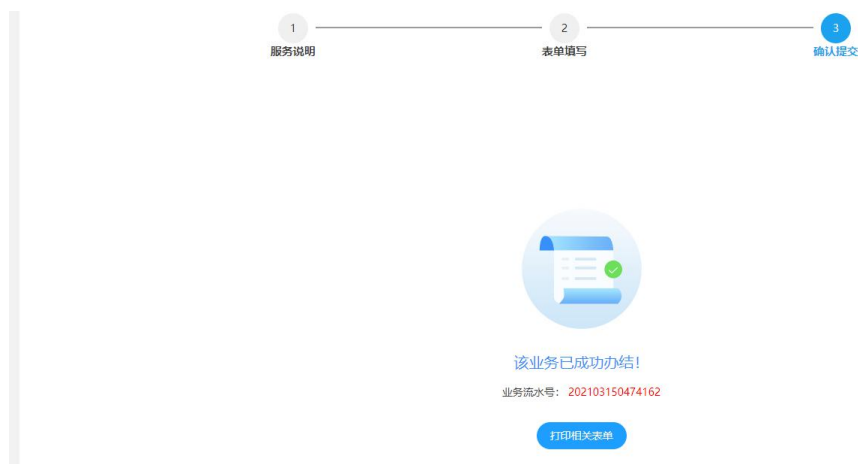 1 2 3
服务说明 表单填写 确认提交
该业务已成功办结!
业务流水号: 202103150474162
打印相关表单